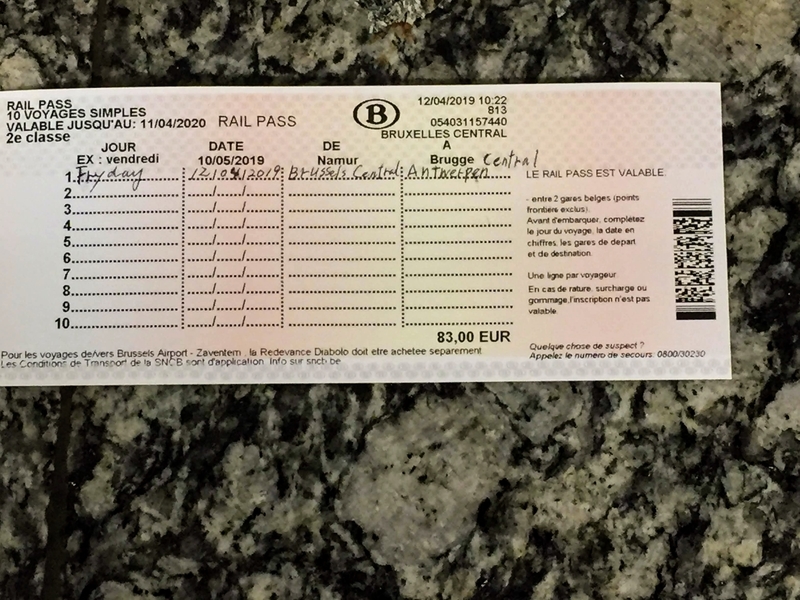 RAIL PASS
10 VOYAGES SIMPLES
VALABLE JUSQU'AU: 11/04/2020 RAIL PASS
2e classe
B
12/04/2019 10:22
813
054031157440
BRUXELLES CENTRAL
JOUR DATE DE A
EX : vendredi 10/05/2019 Namur Brugge Central
1. Fryday 12/04/2019 Brussels Central Antwerpen
2. / /
3. / /
4. / /
5. / /
6. / /
7. / /
8. / /
9. / /
10. / /
83,00 EUR
LE RAIL PASS EST VALABLE:
- entre 2 gares belges (points
frontière exclus).
Avant d'embarquer, complétez
le jour du voyage, la date en
chiffres, les gares de départ
et de destination.
Une ligne par voyageur.
En cas de rature, surcharge ou
gommage,l'inscription n'est pas
valable.
Quelque chose de suspect ?
Appelez le numero de secours: 0800/30230
Pour les voyages de/vers Brussels Airport - Zaventem , la Redevance Diabolo doit etre achetee separement
Les Conditions de Transport de la SNCB sont d'application. Info sur sncb.be